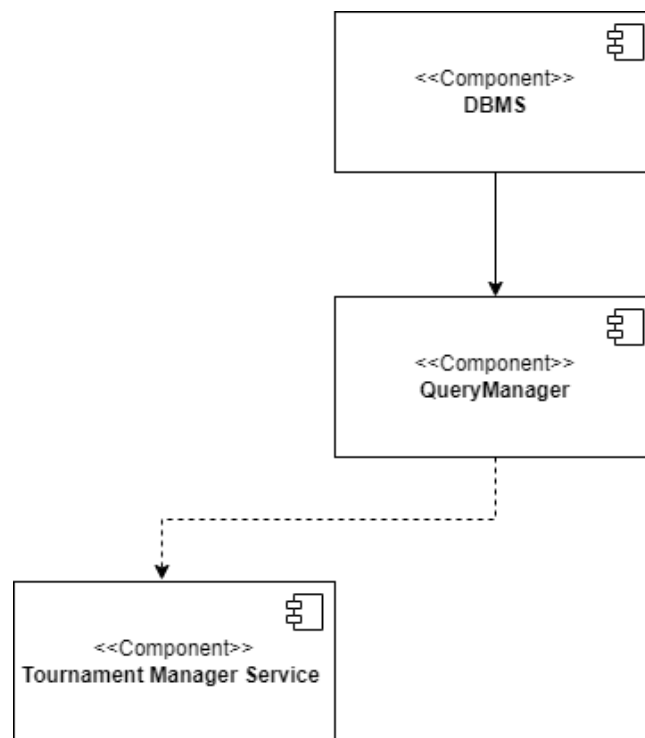 <<Component>>
DBMS
<<Component>>
QueryManager
<<Component>>
Tournament Manager Service